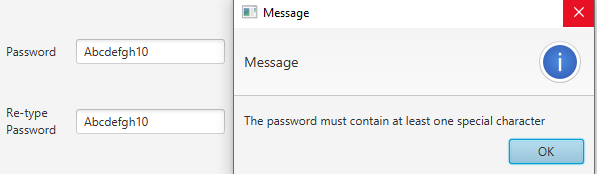 Message
Message
Password
Abcdefgh10
Re-type
Password
Abcdefgh10
The password must contain at least one special character
OK